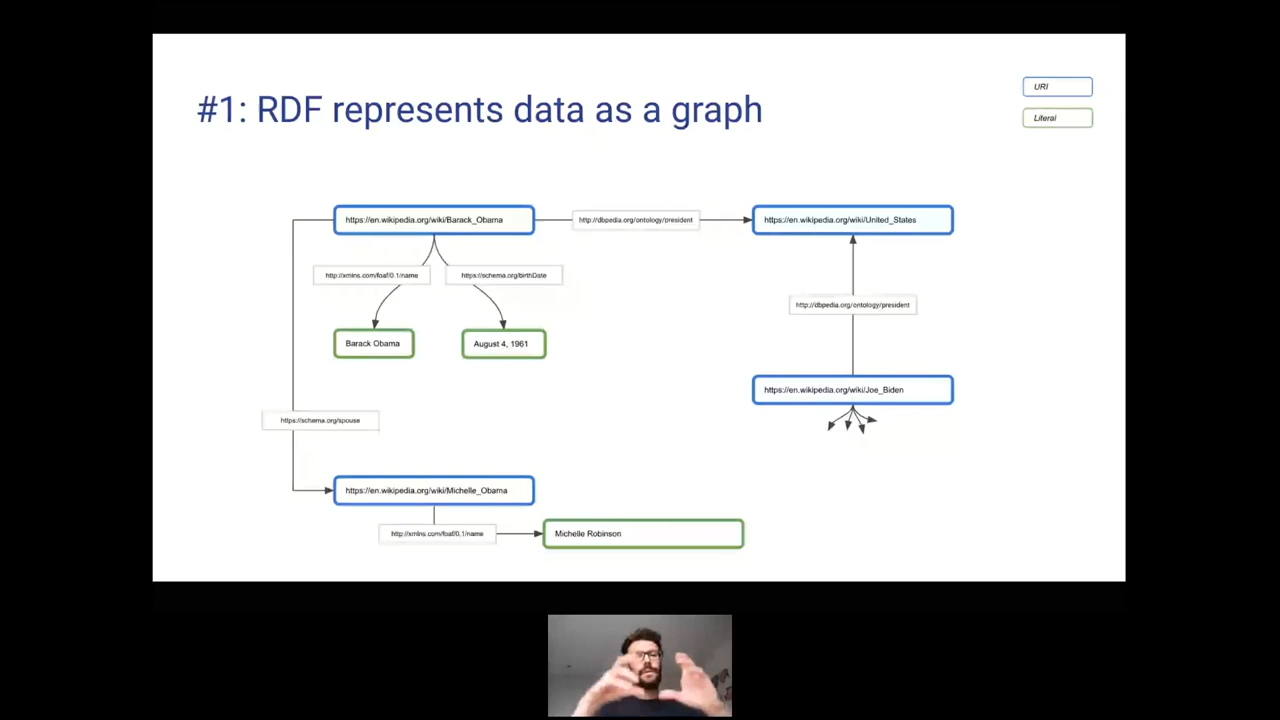 #1: RDF represents data as a graph
URI
Literal
https://en.wikipedia.org/wiki/Barack_Obama
http://dbpedia.org/ontology/president
https://en.wikipedia.org/wiki/United_States
http://xmlns.com/foaf/0.1/name
https://schema.org/birthDate
http://dbpedia.org/ontology/president
Barack Obama
August 4, 1961
https://en.wikipedia.org/wiki/Joe_Biden
https://schema.org/spouse
https://en.wikipedia.org/wiki/Michelle_Obama
http://xmlns.com/foaf/0.1/name
Michelle Robinson